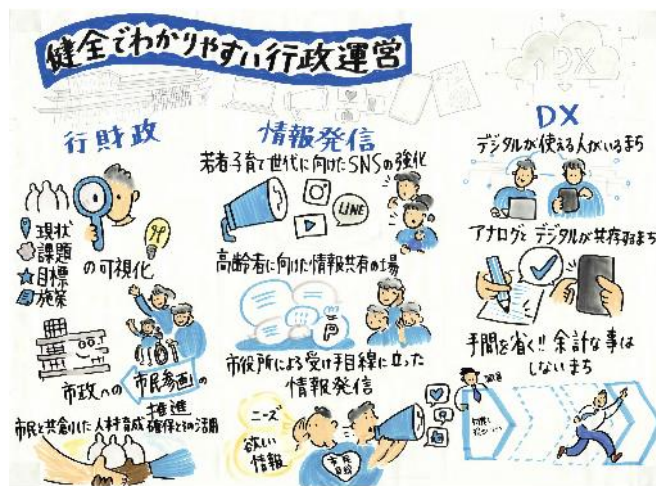 健全でわかりやすい行政運営
DX
行財政
現状
課題
目標
施策
の可視化
市政への市民参画の
推進
市民と共創した人材育成確保とその活用
情報発信
若者子育て世代に向けたSNSの強化
LINE
高齢者に向けた情報共有の場
市役所による受け手目線に立った
情報発信
ニーズ
欲しい
情報
市民
目線
DX
デジタルが使える人がいるまち
アナログとデジタルが共存するまち
手間を省く!!余計な事は
しないまち